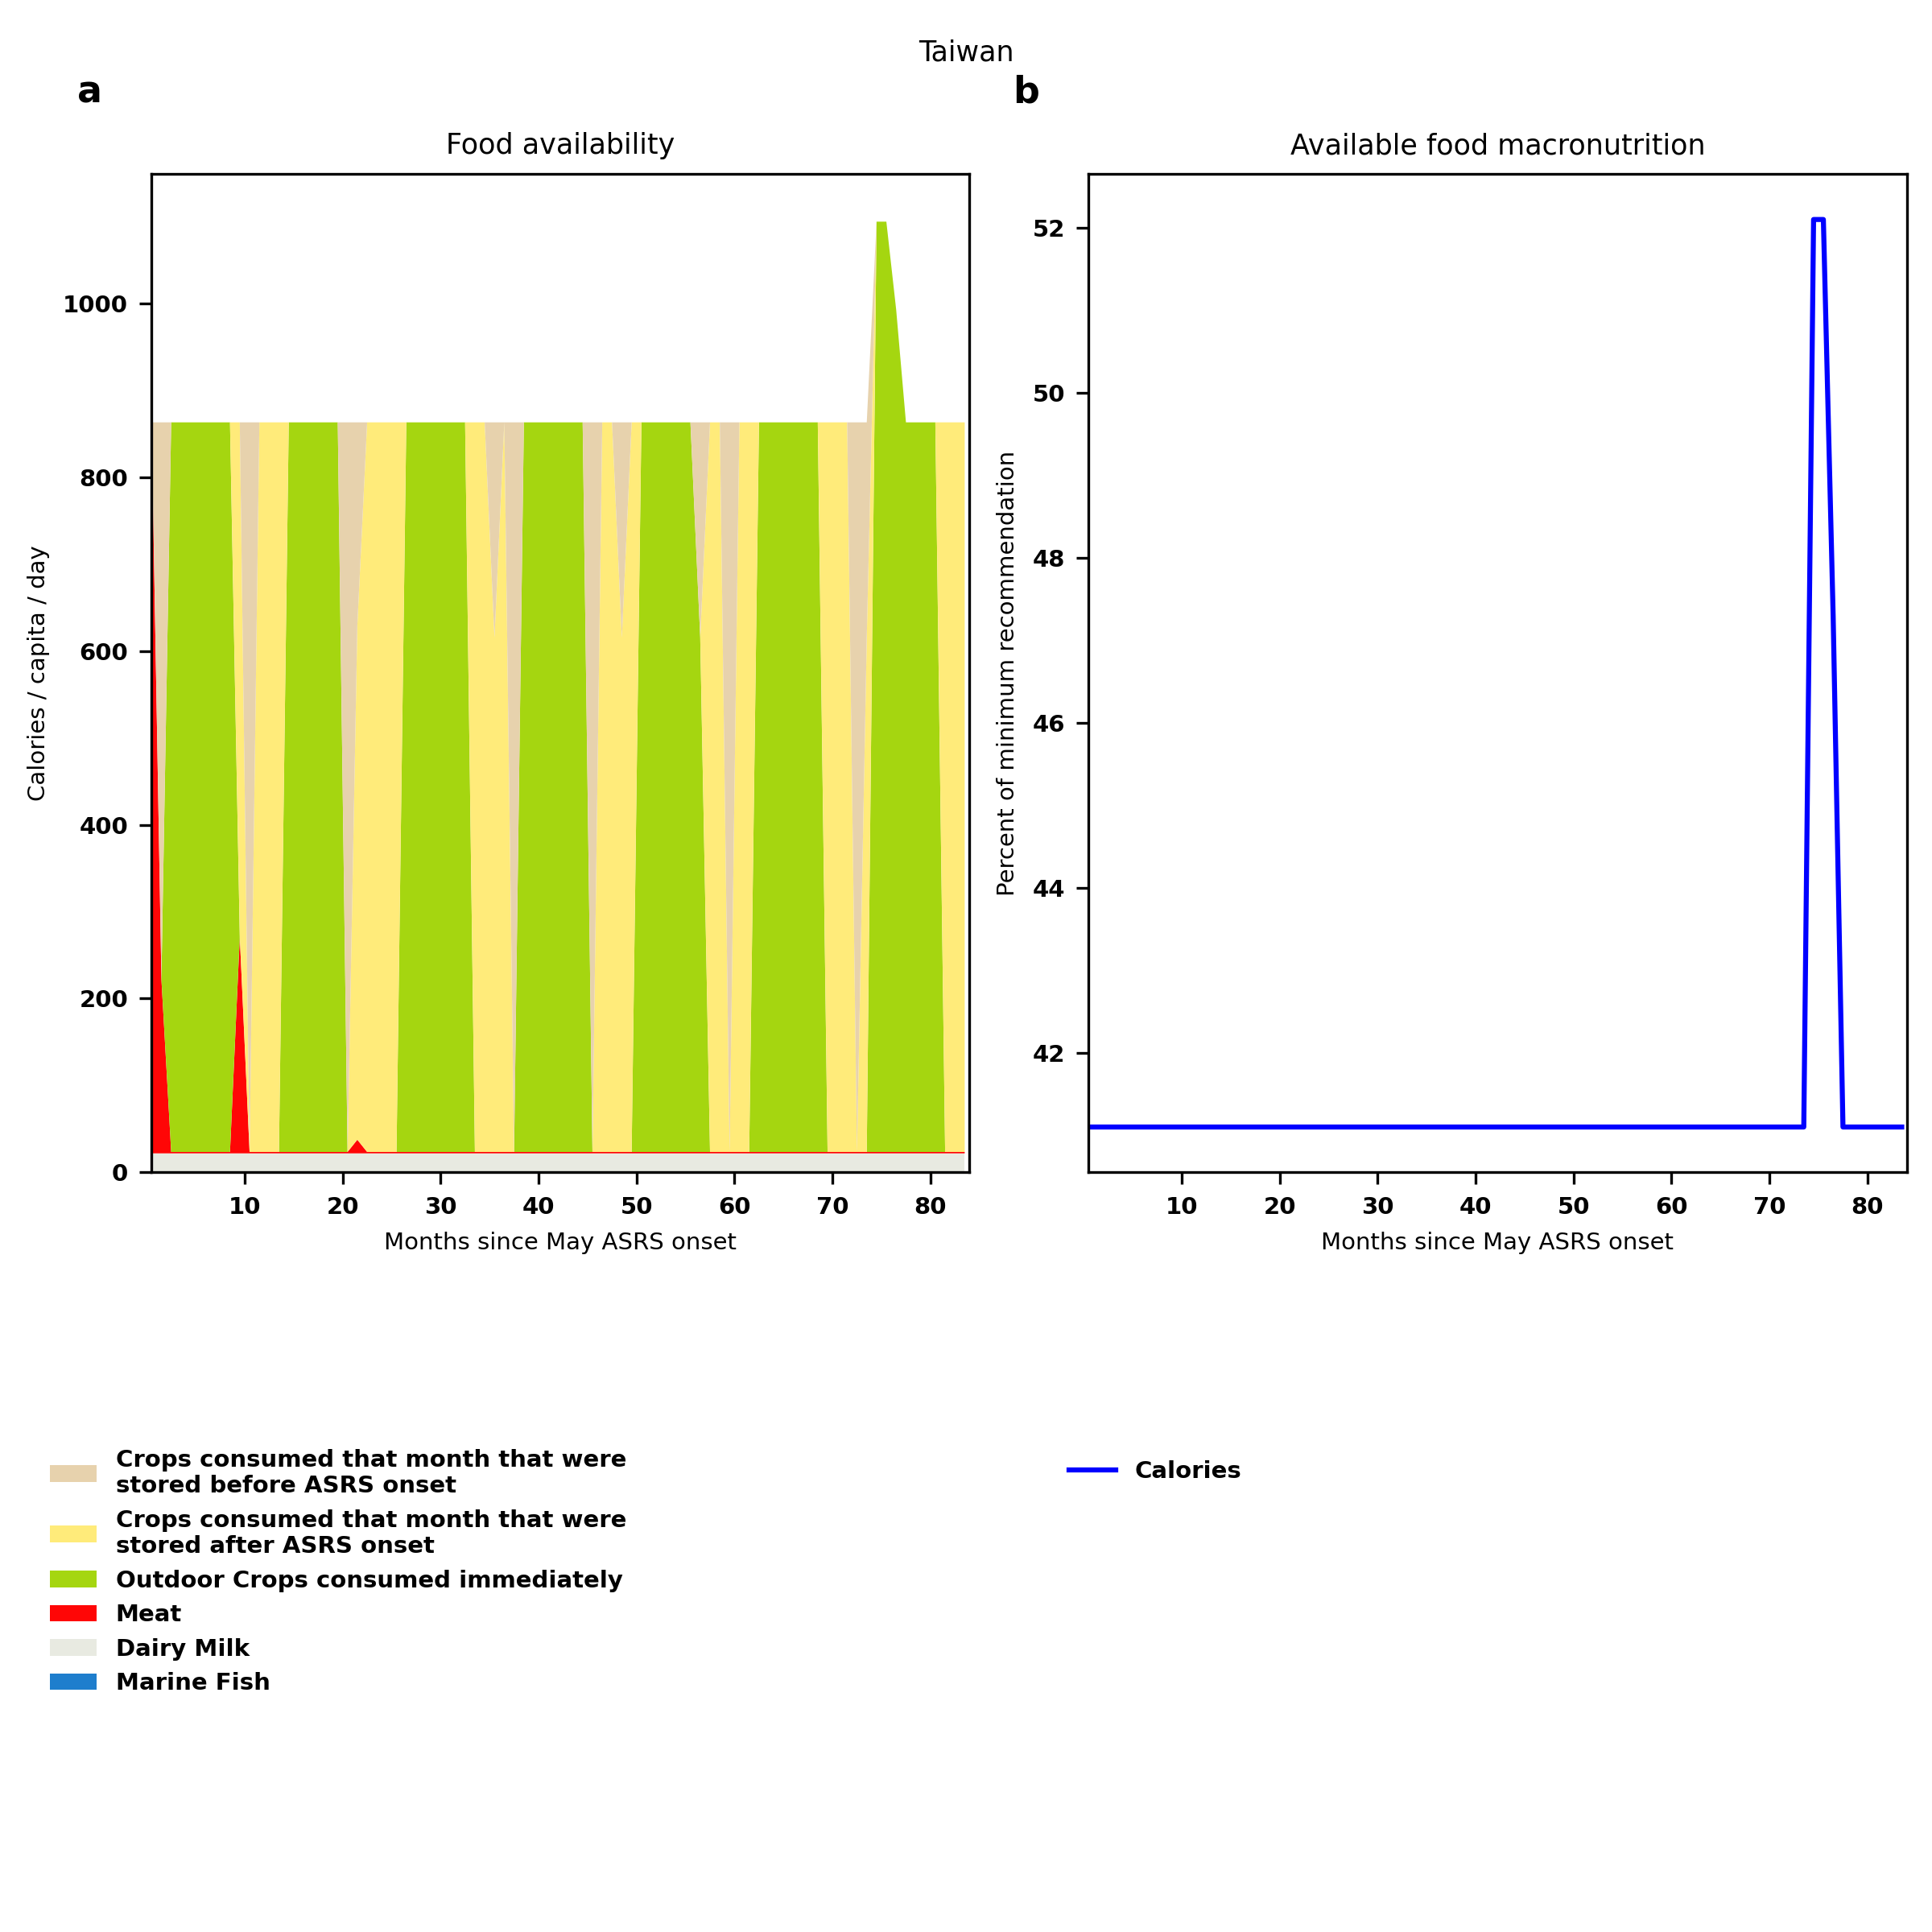 Taiwan
a
b
Food availability
Available food macronutrition
Calories / capita / day
1000
800
600
400
200
0
10 20 30 40 50 60 70 80
Months since May ASRS onset
Percent of minimum recommendation
52
50
48
46
44
42
10 20 30 40 50 60 70 80
Months since May ASRS onset
Crops consumed that month that were
stored before ASRS onset
Crops consumed that month that were
stored after ASRS onset
Outdoor Crops consumed immediately
Meat
Dairy Milk
Marine Fish
Calories